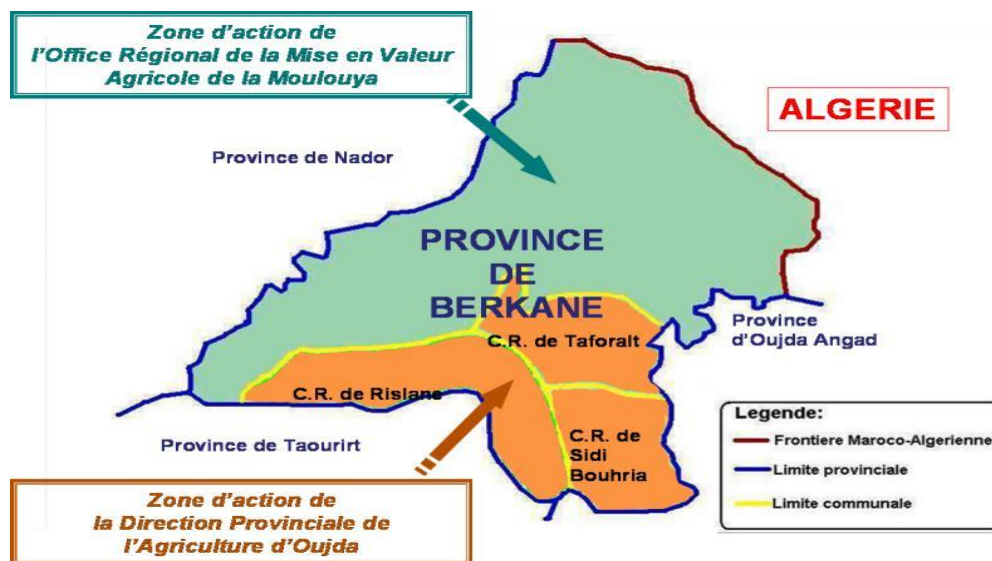 Zone d'action de
l'Office Régional de la Mise en Valeur
Agricole de la Moulouya
ALGERIE
Province de Nador
PROVINCE
DE
BERKANE
Province
d'Oujda Angad
C.R. de Taforalt
C.R. de Rislane
Province de Taourirt
C.R. de
Sidi
Bouhria
Legende:
Frontiere Maroco-Algerienne
Limite provinciale
Limite communale
Zone d'action de
la Direction Provinciale de
l'Agriculture d'Oujda